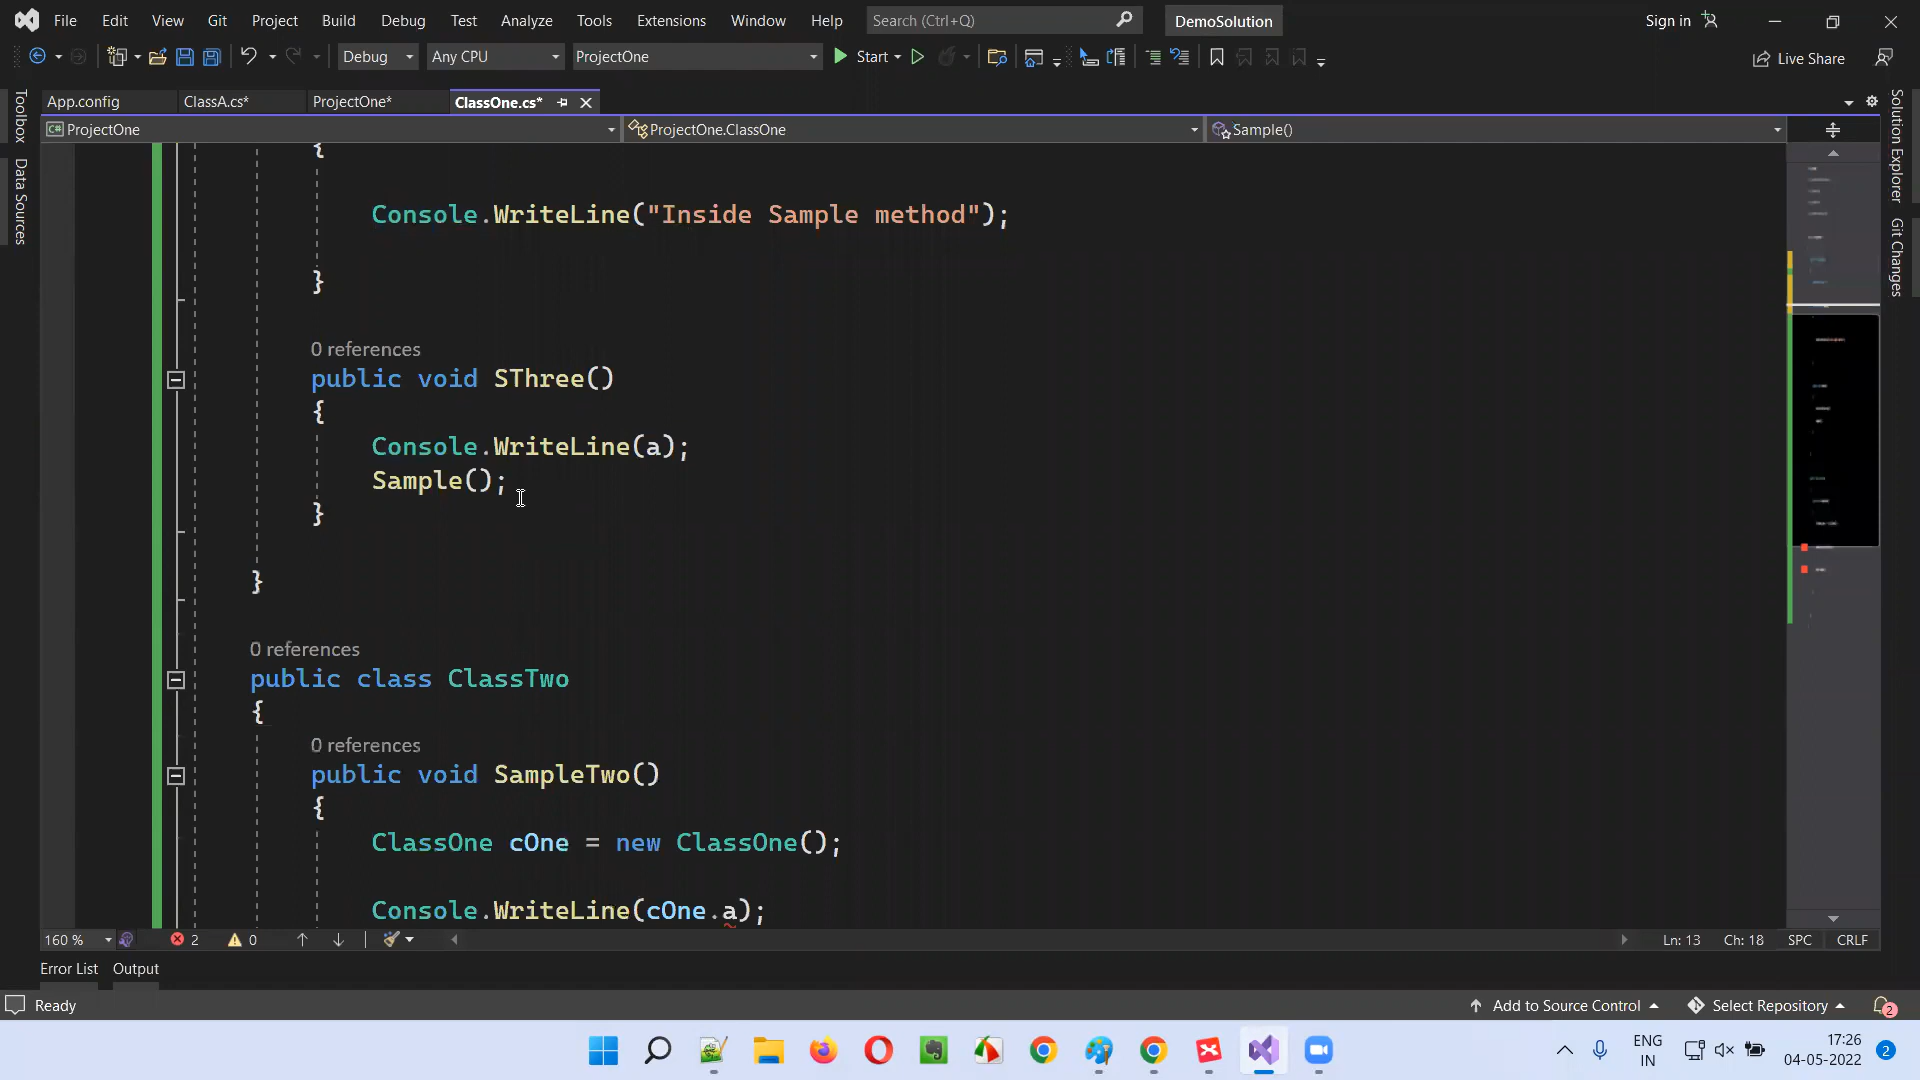 File Edit View Git Project Build Debug Test Analyze Tools Extensions Window Help Search (Ctrl+Q) DemoSolution Sign in
Debug Any CPU ProjectOne Start Live Share
App.config ClassA.cs* ProjectOne* ClassOne.cs*
C# ProjectOne ProjectOne.ClassOne Sample()
Toolbox
Data Sources
Solution Explorer
Git Changes
{
Console.WriteLine("Inside Sample method");
}
0 references
public void SThree()
{
Console.WriteLine(a);
Sample();
}
}
0 references
public class ClassTwo
{
0 references
public void SampleTwo()
{
ClassOne cOne = new ClassOne();
Console.WriteLine(cOne.a);
160 % 2 0 Ln: 13 Ch: 18 SPC CRLF
Error List Output
Ready Add to Source Control Select Repository 2
ENG 17:26
IN 04-05-2022 2